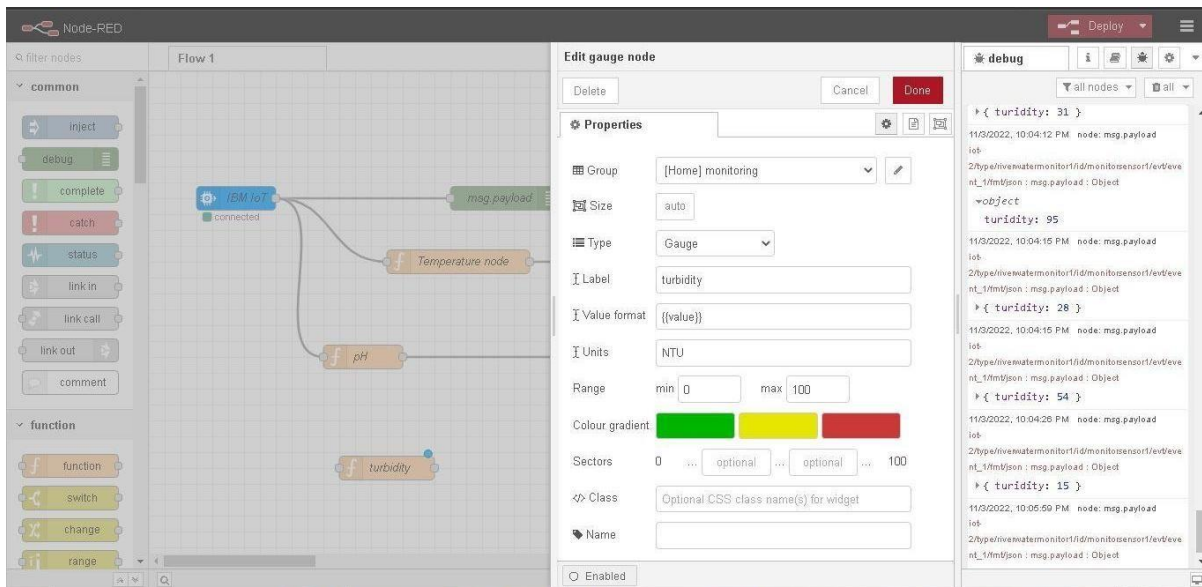 Node-RED
Deploy
filter nodes
common
inject
debug
complete
catch
status
link in
link call
link out
comment
function
function
switch
change
range
Flow 1
IBM IoT
connected
msg.payload
Temperature node
pH
turbidity
Edit gauge node
Delete
Cancel
Done
Properties
Group
[Home] monitoring
Size
auto
Type
Gauge
Label
turbidity
Value format
{{value}}
Units
NTU
Range
min 0
max 100
Colour gradient
Sectors
0 ... optional ... optional ... 100
</> Class
Optional CSS class name(s) for widget
Name
Enabled
debug
i
all nodes
all
{ turidity: 31 }
11/3/2022, 10:04:12 PM node: msg.payload
iot-
2/type/riverwatermonitor1/id/monitorsensor1/evt/eve
nt_1/fmt/json : msg.payload : Object
object
turidity: 95
11/3/2022, 10:04:15 PM node: msg.payload
iot-
2/type/riverwatermonitor1/id/monitorsensor1/evt/eve
nt_1/fmt/json : msg.payload : Object
{ turidity: 28 }
11/3/2022, 10:04:15 PM node: msg.payload
iot-
2/type/riverwatermonitor1/id/monitorsensor1/evt/eve
nt_1/fmt/json : msg.payload : Object
{ turidity: 54 }
11/3/2022, 10:04:26 PM node: msg.payload
iot-
2/type/riverwatermonitor1/id/monitorsensor1/evt/eve
nt_1/fmt/json : msg.payload : Object
{ turidity: 15 }
11/3/2022, 10:05:59 PM node: msg.payload
iot-
2/type/riverwatermonitor1/id/monitorsensor1/evt/eve
nt_1/fmt/json : msg.payload : Object